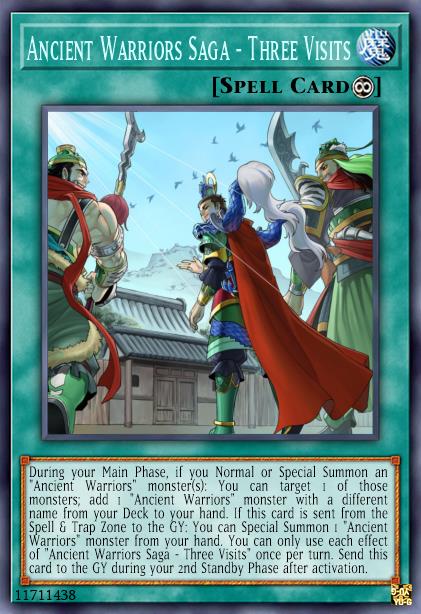 Ancient Warriors Saga - Three Visits
魔
[Spell Card]
During your Main Phase, if you Normal or Special Summon an
"Ancient Warriors" monster(s): You can target 1 of those
monsters; add 1 "Ancient Warriors" monster with a different
name from your Deck to your hand. If this card is sent from the
Spell & Trap Zone to the GY: You can Special Summon 1 "Ancient
Warriors" monster from your hand. You can only use each effect
of "Ancient Warriors Saga - Three Visits" once per turn. Send this
card to the GY during your 2nd Standby Phase after activation.
11711438